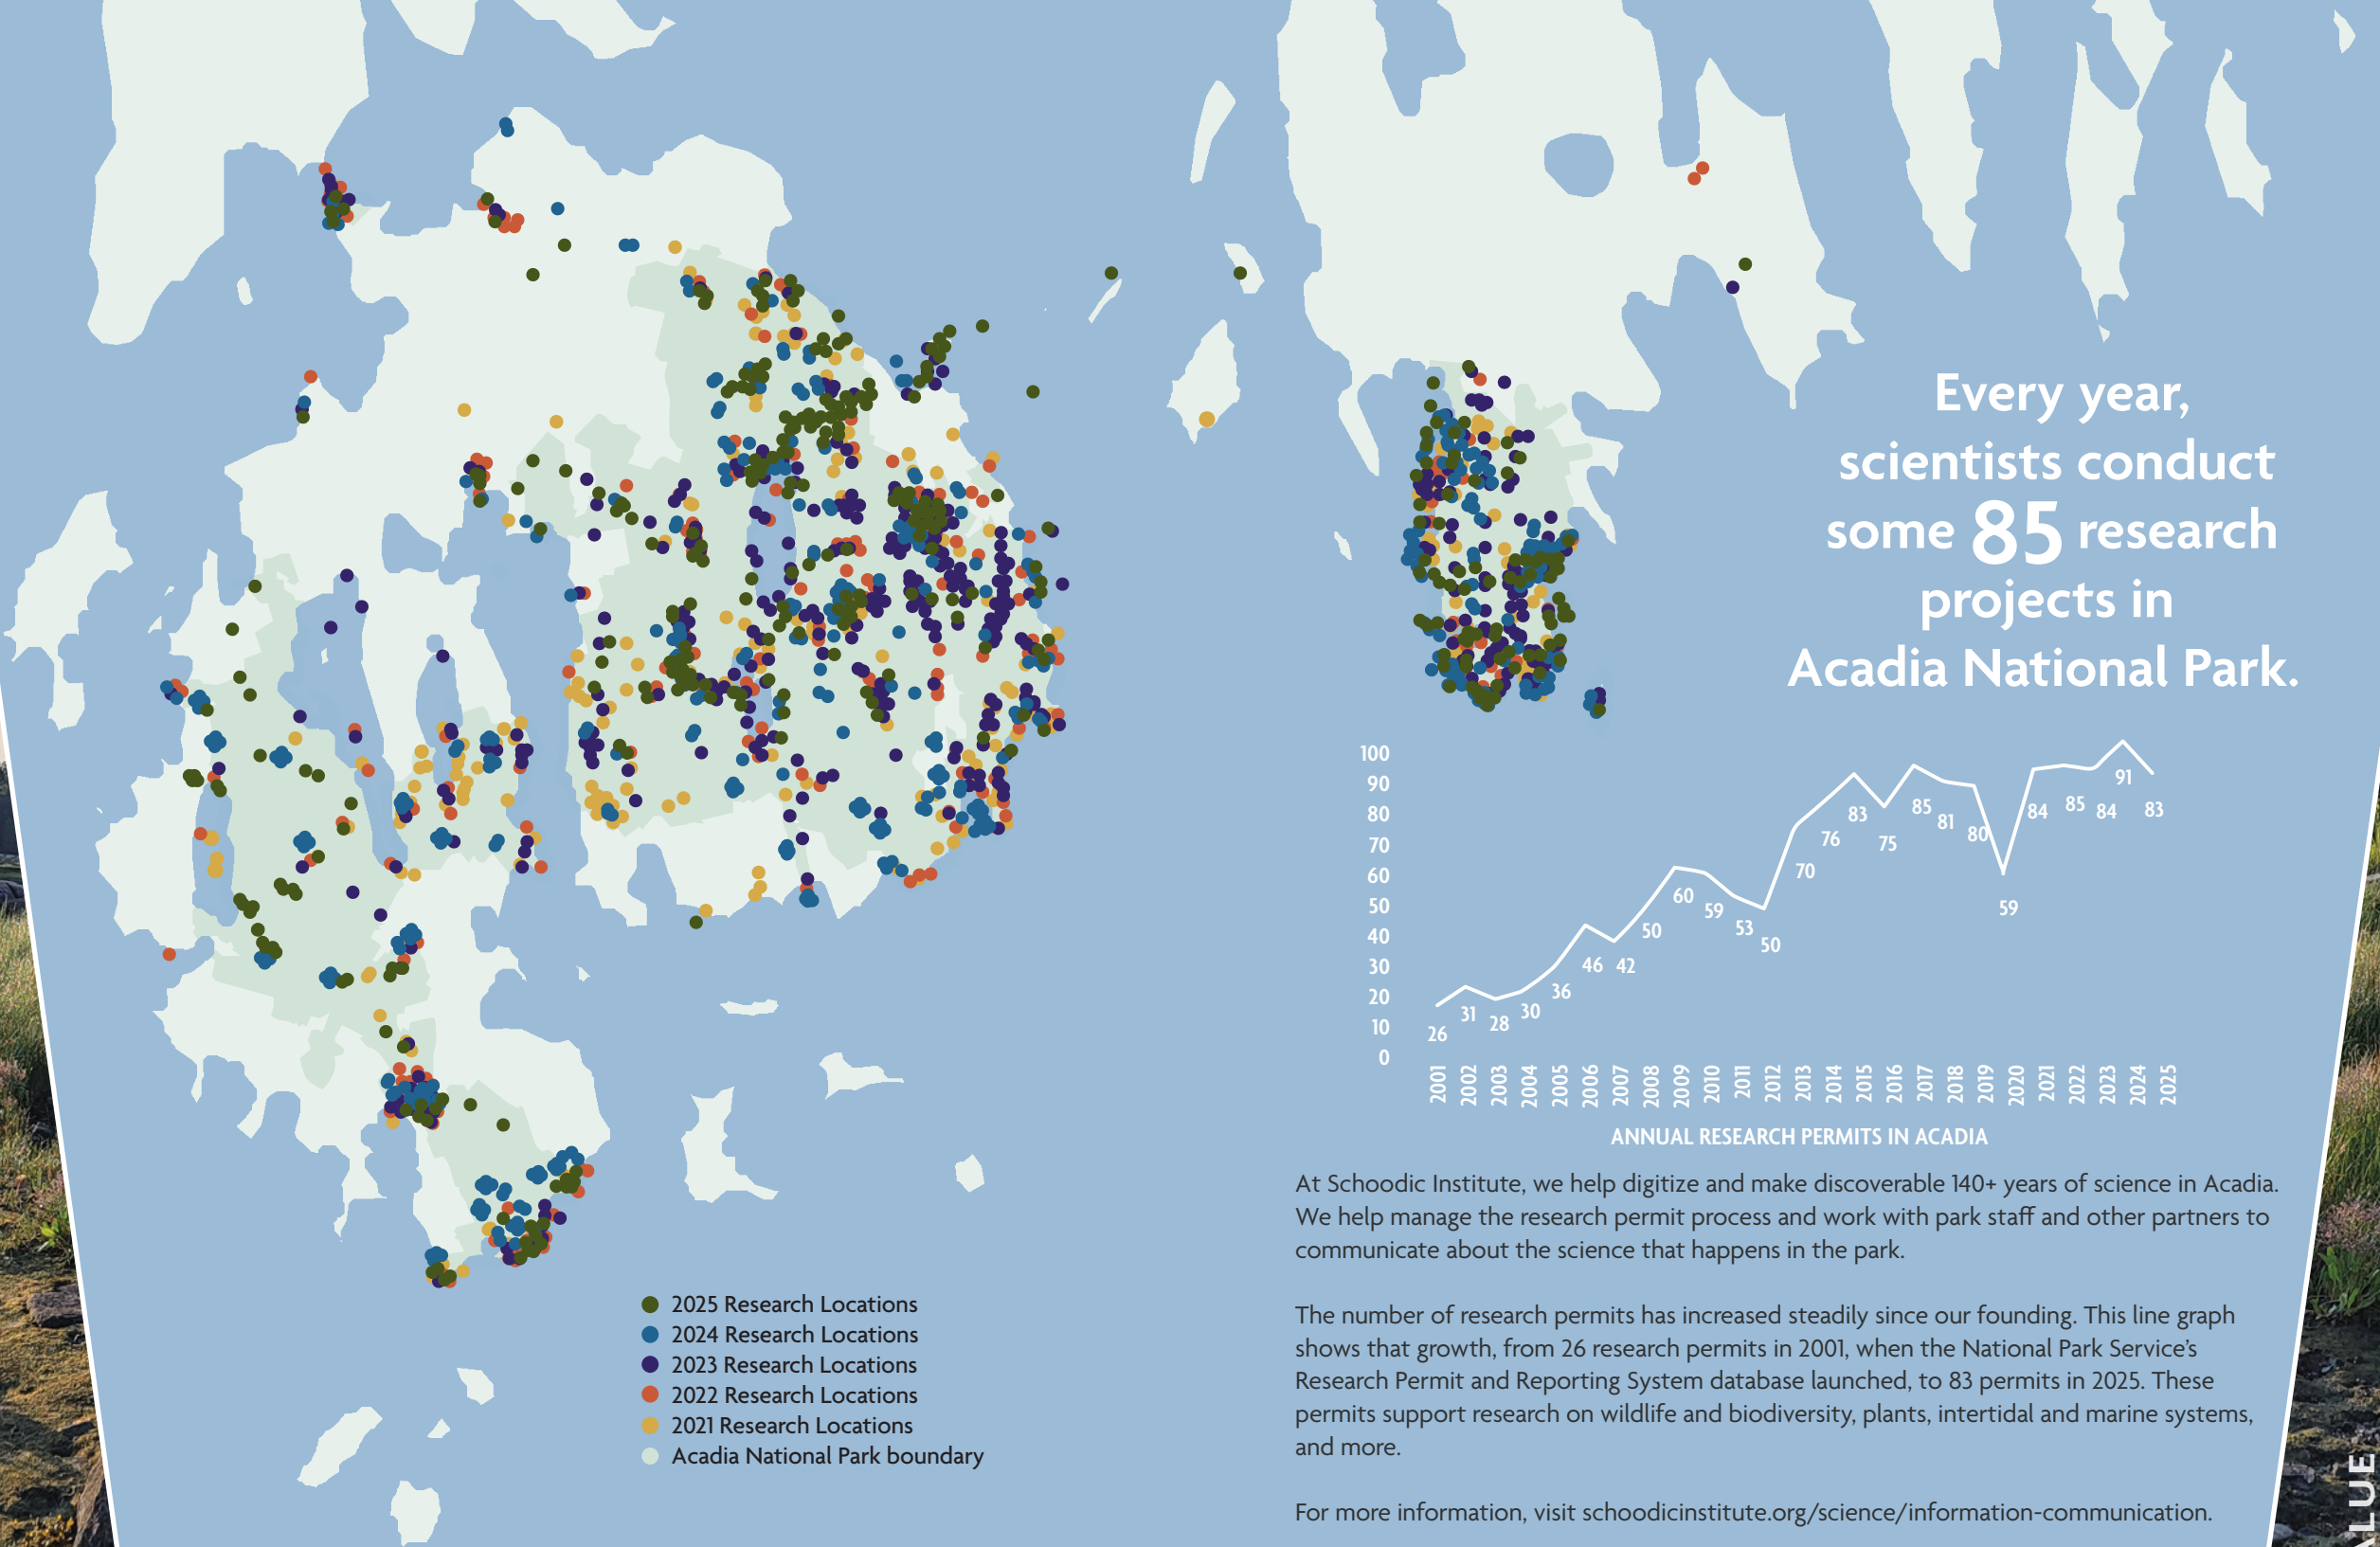 Every year,
scientists conduct
some 85 research
projects in
Acadia National Park.
100
90
80
70
60
50
40
30
20
10
0
26
31
28
30
36
46
42
50
60
59
53
50
70
76
83
75
85
81
80
59
84
85
84
91
83
2001
2002
2003
2004
2005
2006
2007
2008
2009
2010
2011
2012
2013
2014
2015
2016
2017
2018
2019
2020
2021
2022
2023
2024
2025
ANNUAL RESEARCH PERMITS IN ACADIA
At Schoodic Institute, we help digitize and make discoverable 140+ years of science in Acadia.
We help manage the research permit process and work with park staff and other partners to
communicate about the science that happens in the park.
The number of research permits has increased steadily since our founding. This line graph
shows that growth, from 26 research permits in 2001, when the National Park Service’s
Research Permit and Reporting System database launched, to 83 permits in 2025. These
permits support research on wildlife and biodiversity, plants, intertidal and marine systems,
and more.
For more information, visit schoodicinstitute.org/science/information-communication.
2025 Research Locations
2024 Research Locations
2023 Research Locations
2022 Research Locations
2021 Research Locations
Acadia National Park boundary